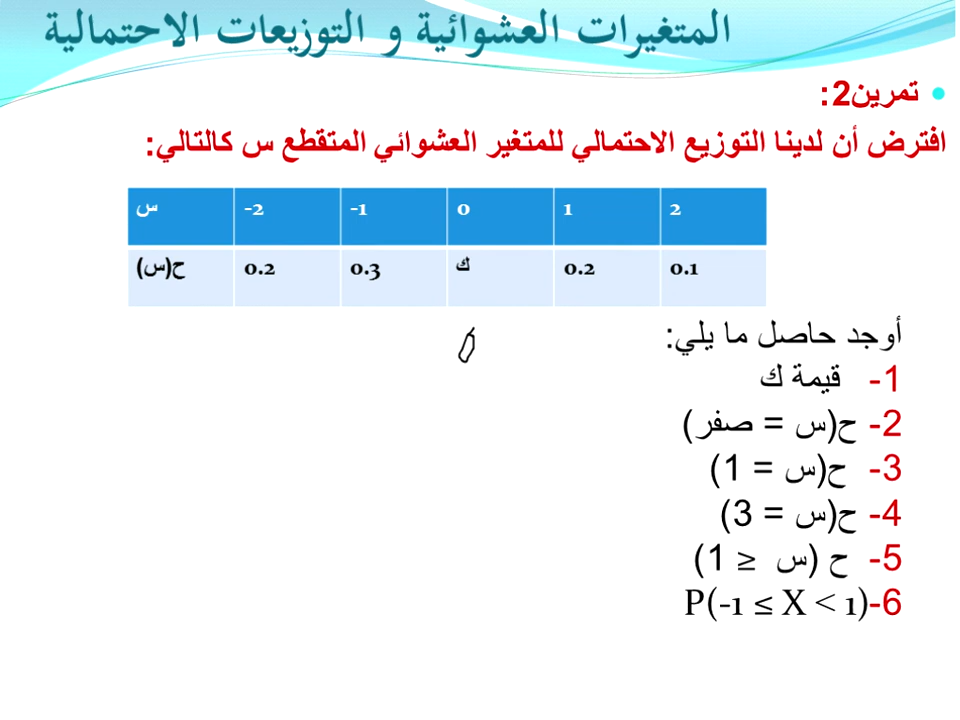 المتغيرات العشوائية و التوزيعات الاحتمالية
• تمرين2:
افترض أن لدينا التوزيع الاحتمالي للمتغير العشوائي المتقطع س كالتالي:
س -2 -1 0 1 2
ح(س) 0.2 0.3 ك 0.2 0.1
أوجد حاصل ما يلي:
1- قيمة ك
2- ح(س = صفر)
3- ح(س = 1)
4- ح(س = 3)
5- ح (س ≥ 1)
6- P(-1 ≤ X < 1)